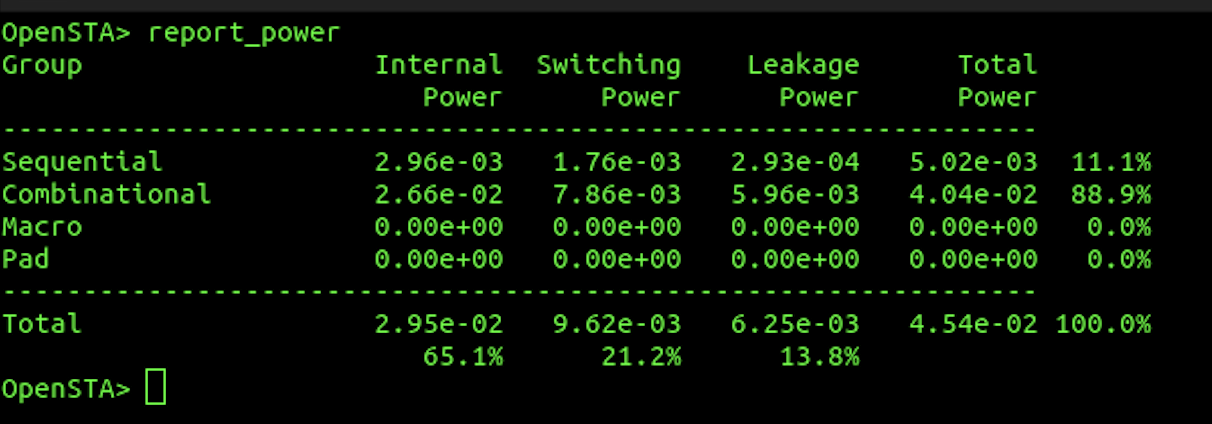 OpenSTA> report_power
Group                  Internal  Switching    Leakage      Total
                          Power      Power      Power      Power
-----------------------------------------------------------------
Sequential             2.96e-03   1.76e-03   2.93e-04   5.02e-03  11.1%
Combinational          2.66e-02   7.86e-03   5.96e-03   4.04e-02  88.9%
Macro                  0.00e+00   0.00e+00   0.00e+00   0.00e+00   0.0%
Pad                    0.00e+00   0.00e+00   0.00e+00   0.00e+00   0.0%
-----------------------------------------------------------------
Total                  2.95e-02   9.62e-03   6.25e-03   4.54e-02 100.0%
                          65.1%      21.2%      13.8%
OpenSTA>